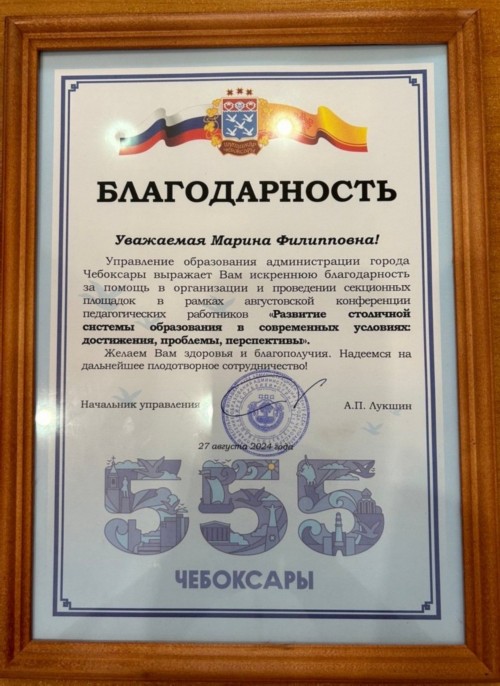 БЛАГОДАРНОСТЬ
Уважаемая Марина Филипповна!
Управление образования администрации города
Чебоксары выражает Вам искреннюю благодарность
за помощь в организации и проведении секционных
площадок в рамках августовской конференции
педагогических работников «Развитие столичной
системы образования в современных условиях:
достижения, проблемы, перспективы».
Желаем Вам здоровья и благополучия. Надеемся на
дальнейшее плодотворное сотрудничество!
Начальник управления А.П. Лукшин
27 августа 2024 года
555
ЧЕБОКСАРЫ